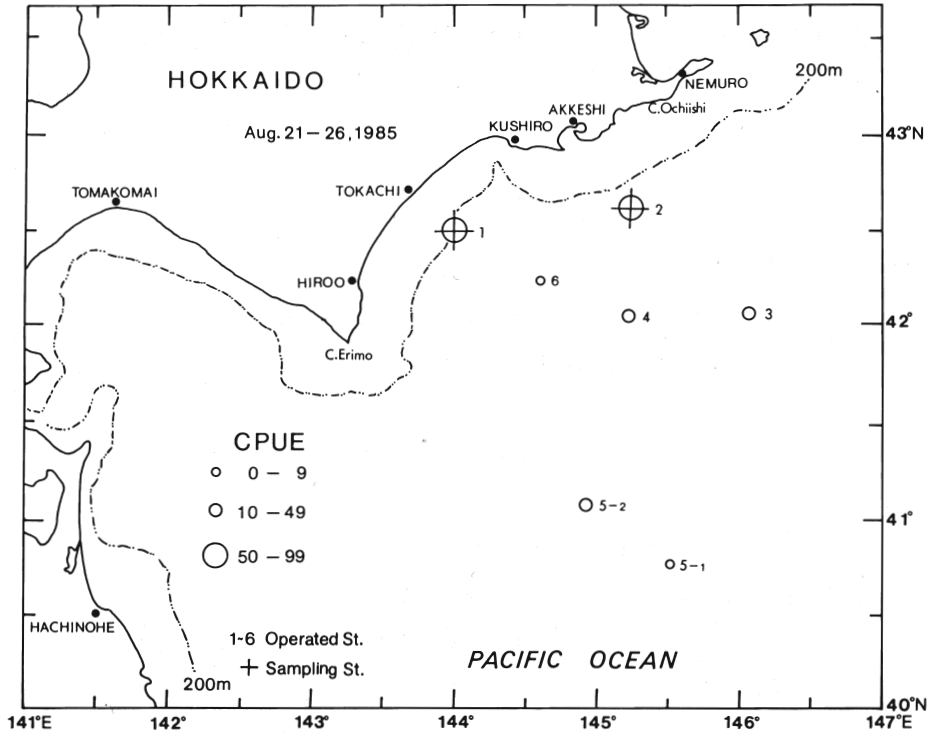 HOKKAIDO
Aug. 21–26, 1985
200m
NEMURO
C.Ochiishi
AKKESHI
KUSHIRO
43°N
TOKACHI
TOMAKOMAI
2
1
HIROO
6
4
3
42°
C.Erimo
CPUE
0 – 9
10 – 49
50 – 99
5-2
41°
5-1
HACHINOHE
1-6 Operated St.
Sampling St.
PACIFIC OCEAN
200m
40°N
141°E 142° 143° 144° 145° 146° 147°E